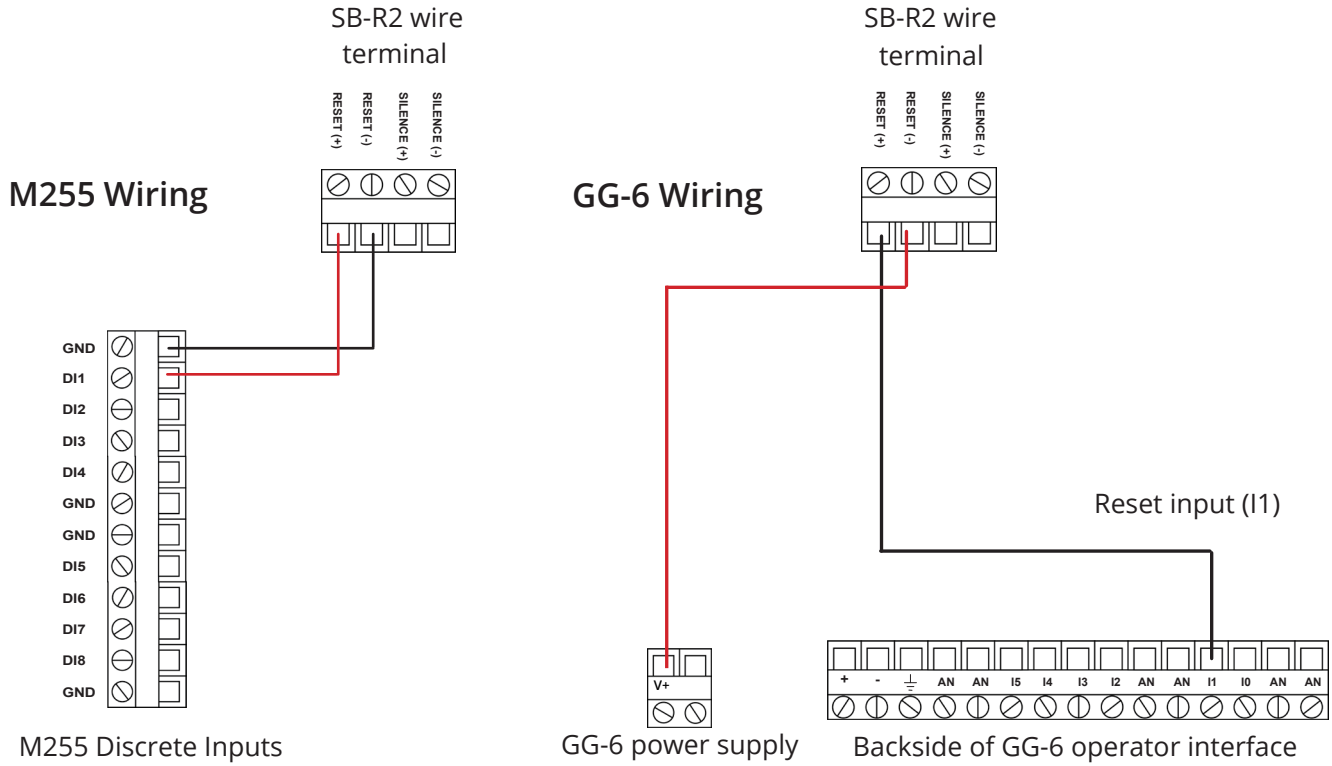 SB-R2 wire
terminal
RESET (+)
RESET (-)
SILENCE (+)
SILENCE (-)
M255 Wiring
GND
DI1
DI2
DI3
DI4
GND
GND
DI5
DI6
DI7
DI8
GND
M255 Discrete Inputs
SB-R2 wire
terminal
RESET (+)
RESET (-)
SILENCE (+)
SILENCE (-)
GG-6 Wiring
Reset input (I1)
V+
GG-6 power supply
+ - AN AN I5 I4 I3 I2 AN AN I1 I0 AN AN
Backside of GG-6 operator interface